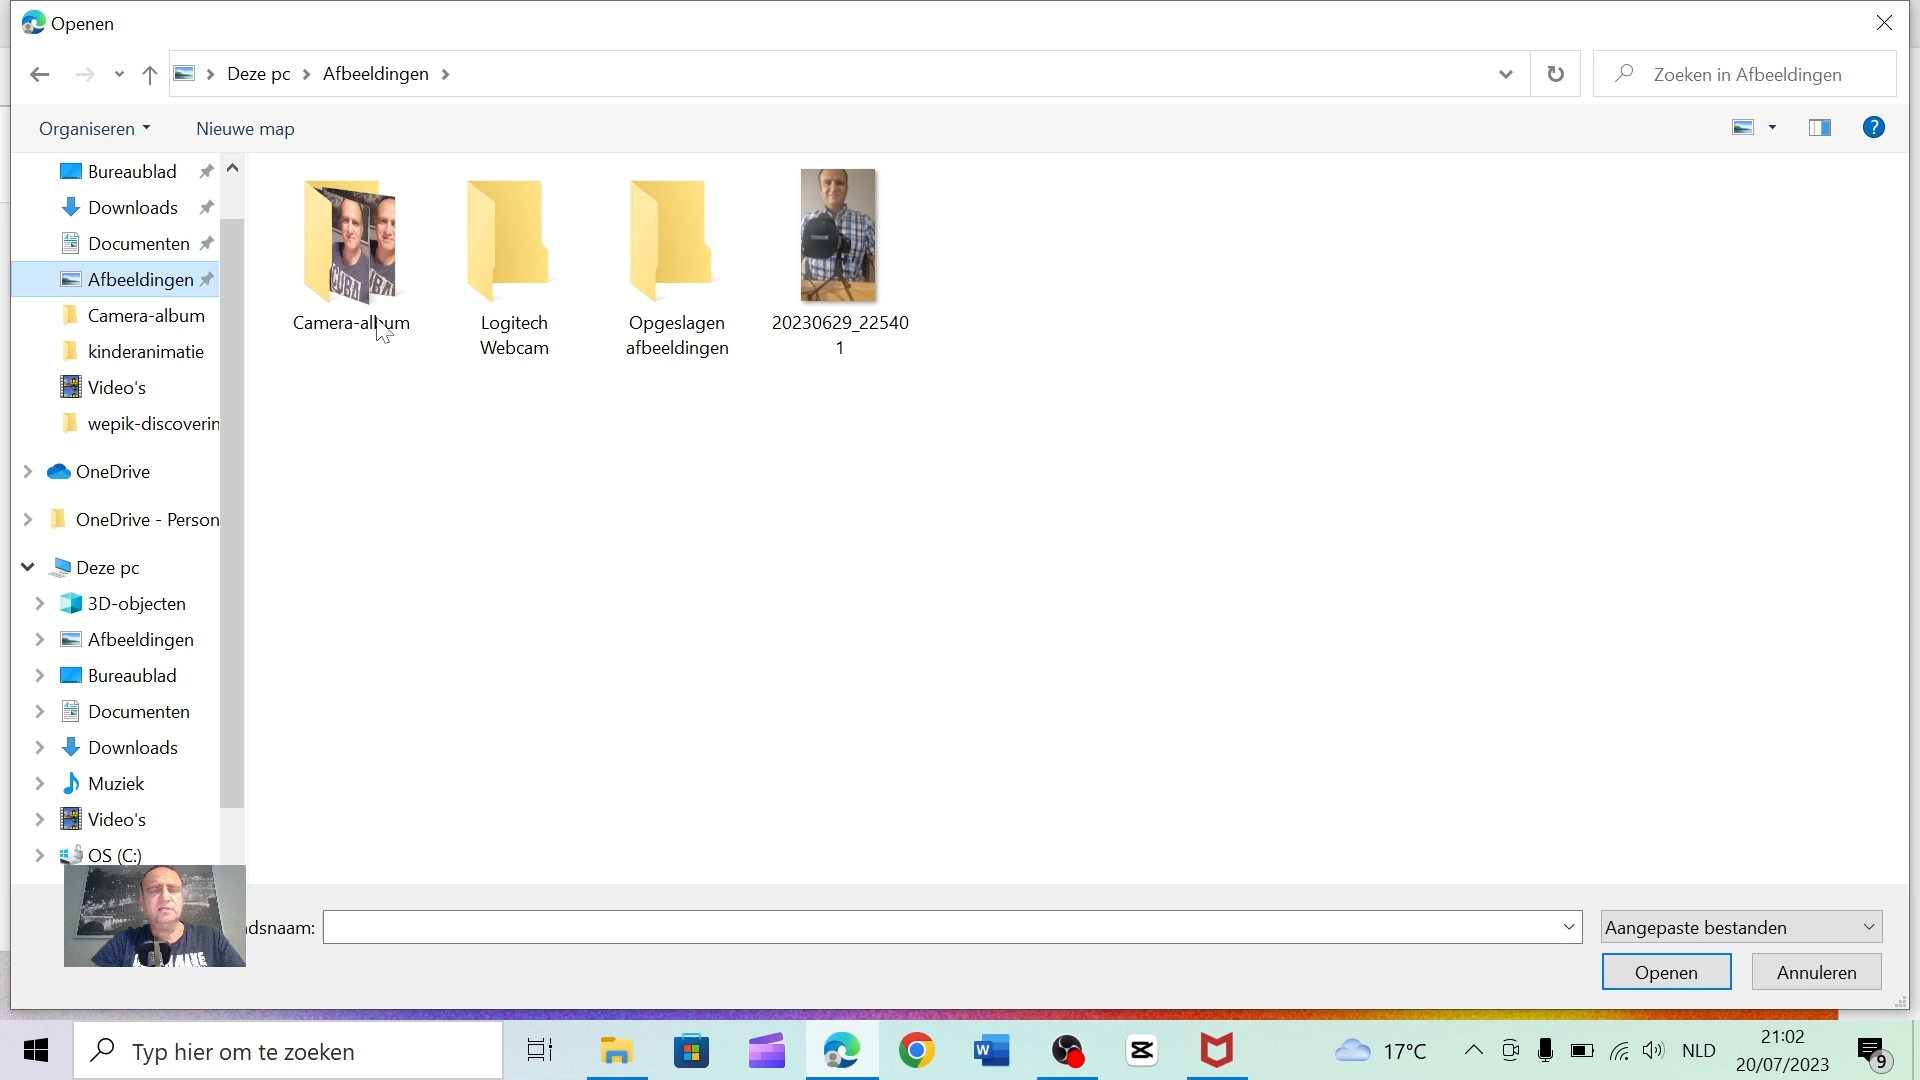 Openen
Deze pc
Afbeeldingen
Zoeken in Afbeeldingen
Organiseren
Nieuwe map
Bureaublad
Downloads
Documenten
Afbeeldingen
Camera-album
kinderanimatie
Video's
wepik-discoverin
OneDrive
OneDrive - Person
Deze pc
3D-objecten
Afbeeldingen
Bureaublad
Documenten
Downloads
Muziek
Video's
OS (C:)
Camera-album
Logitech
Webcam
Opgeslagen
afbeeldingen
20230629_22540
1
dsnaam:
Aangepaste bestanden
Openen
Annuleren
Typ hier om te zoeken
17°C
NLD
21:02
20/07/2023
9